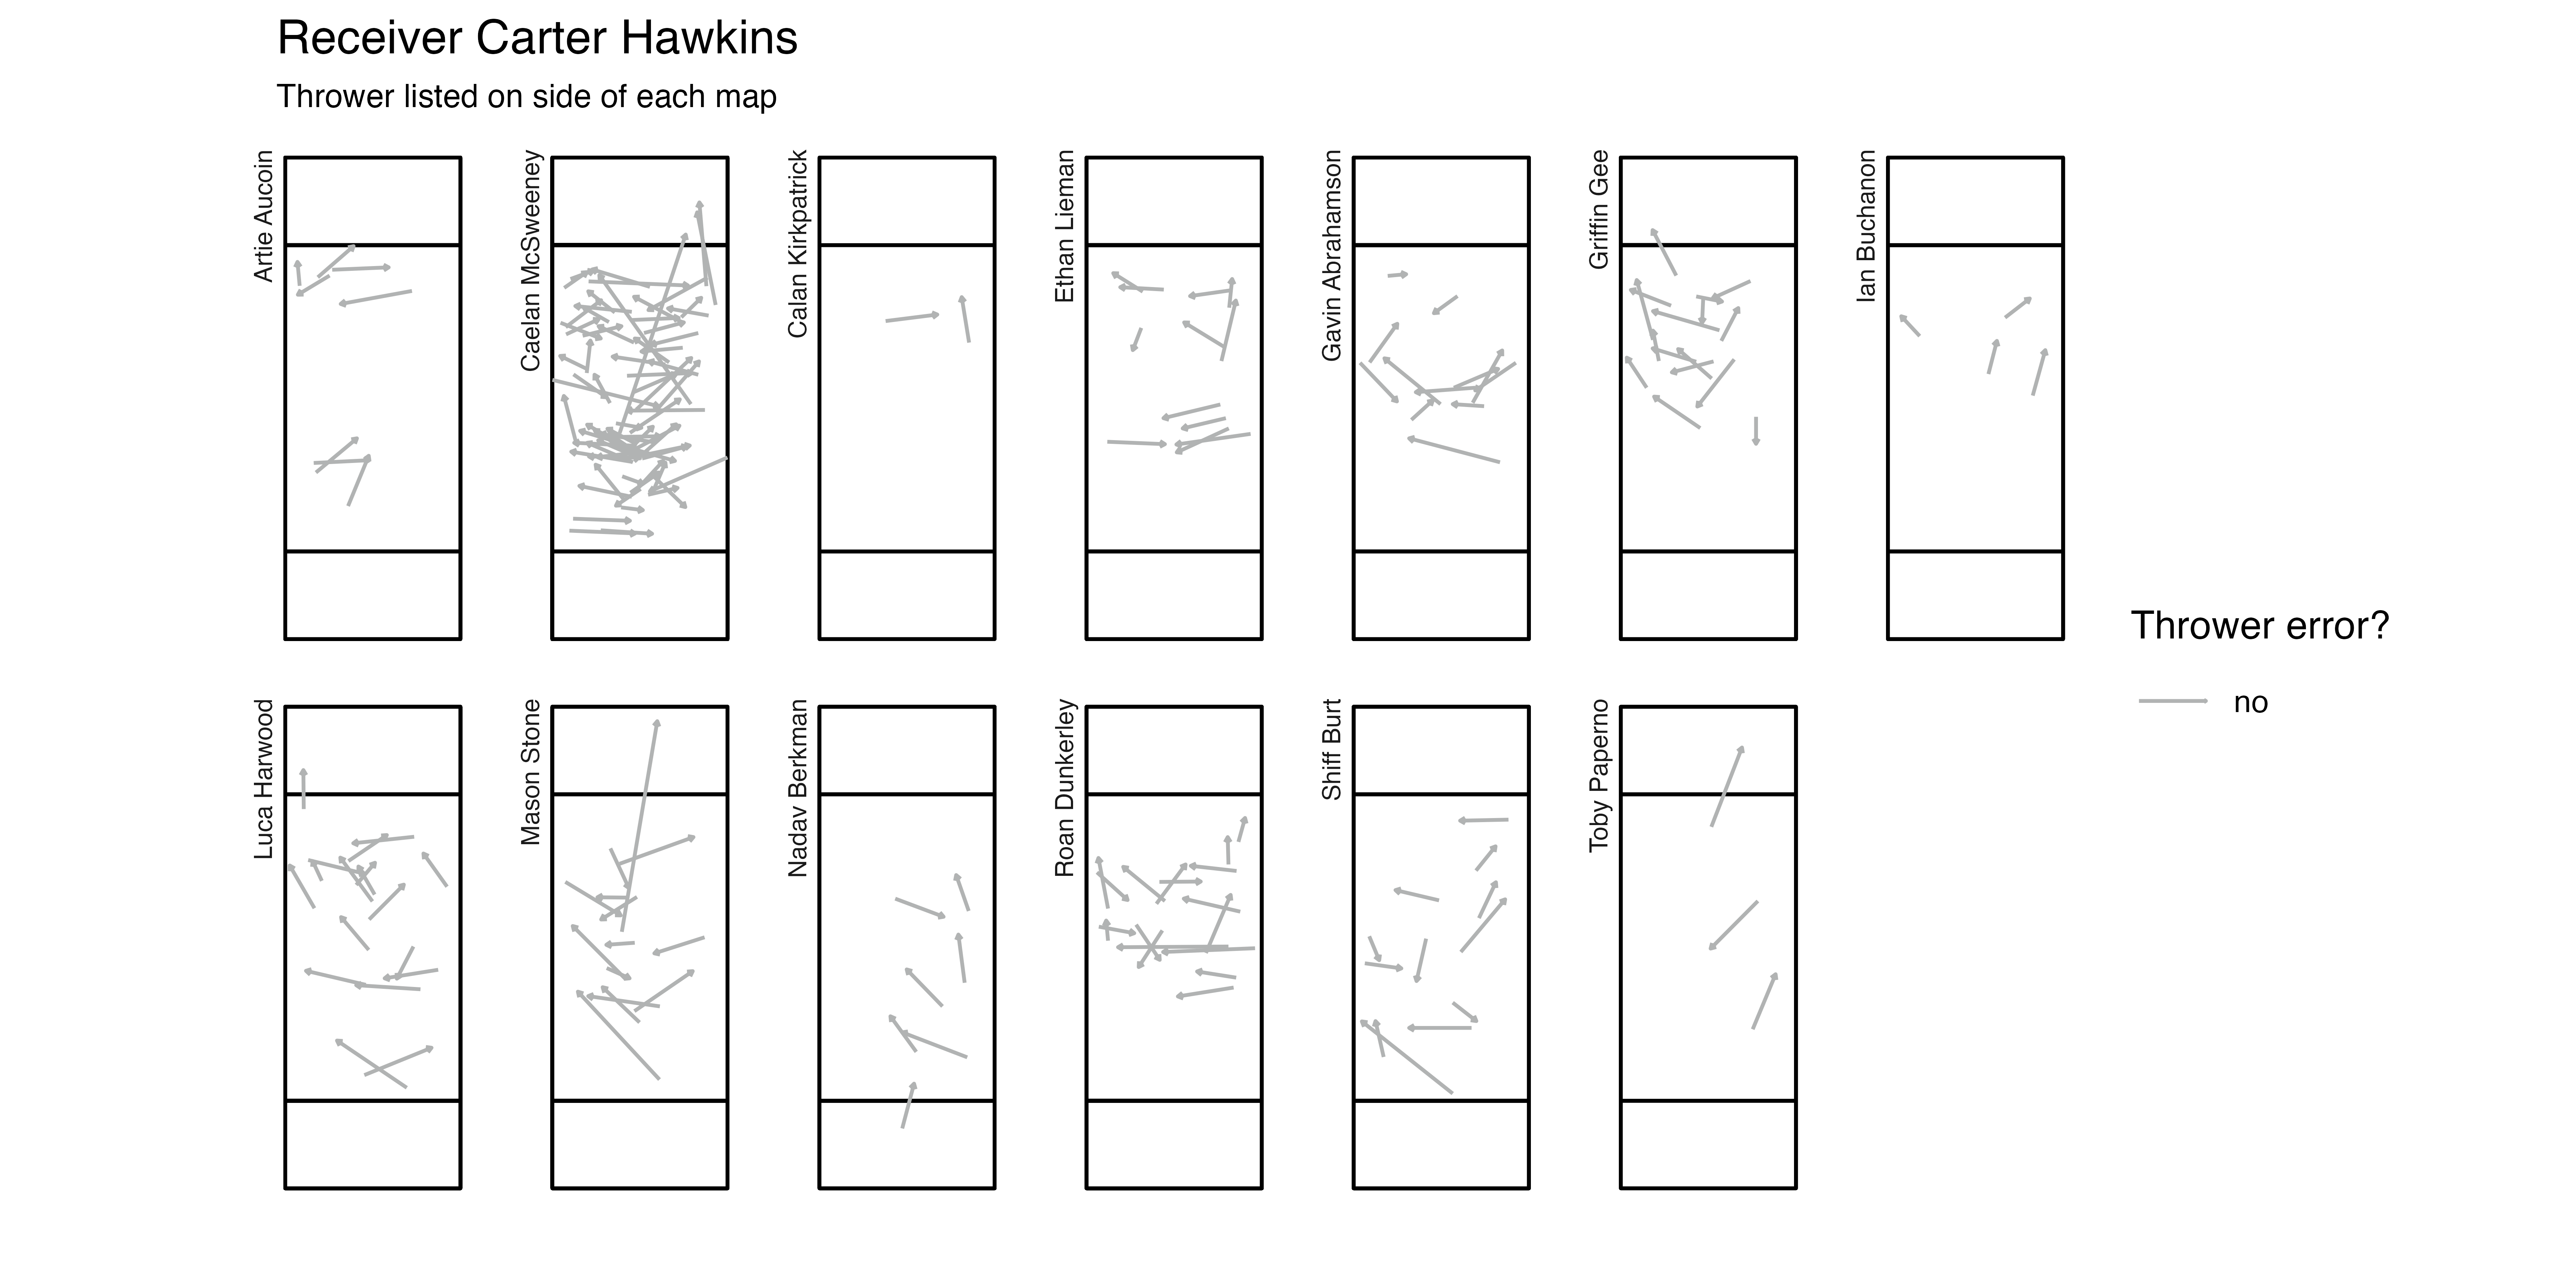 Receiver Carter Hawkins
Thrower listed on side of each map
Artie Aucoin
Caelan McSweeney
Calan Kirkpatrick
Ethan Lieman
Gavin Abrahamson
Griffin Gee
Ian Buchanon
Luca Harwood
Mason Stone
Nadav Berkman
Roan Dunkerley
Shiff Burt
Toby Paperno
Thrower error?
no